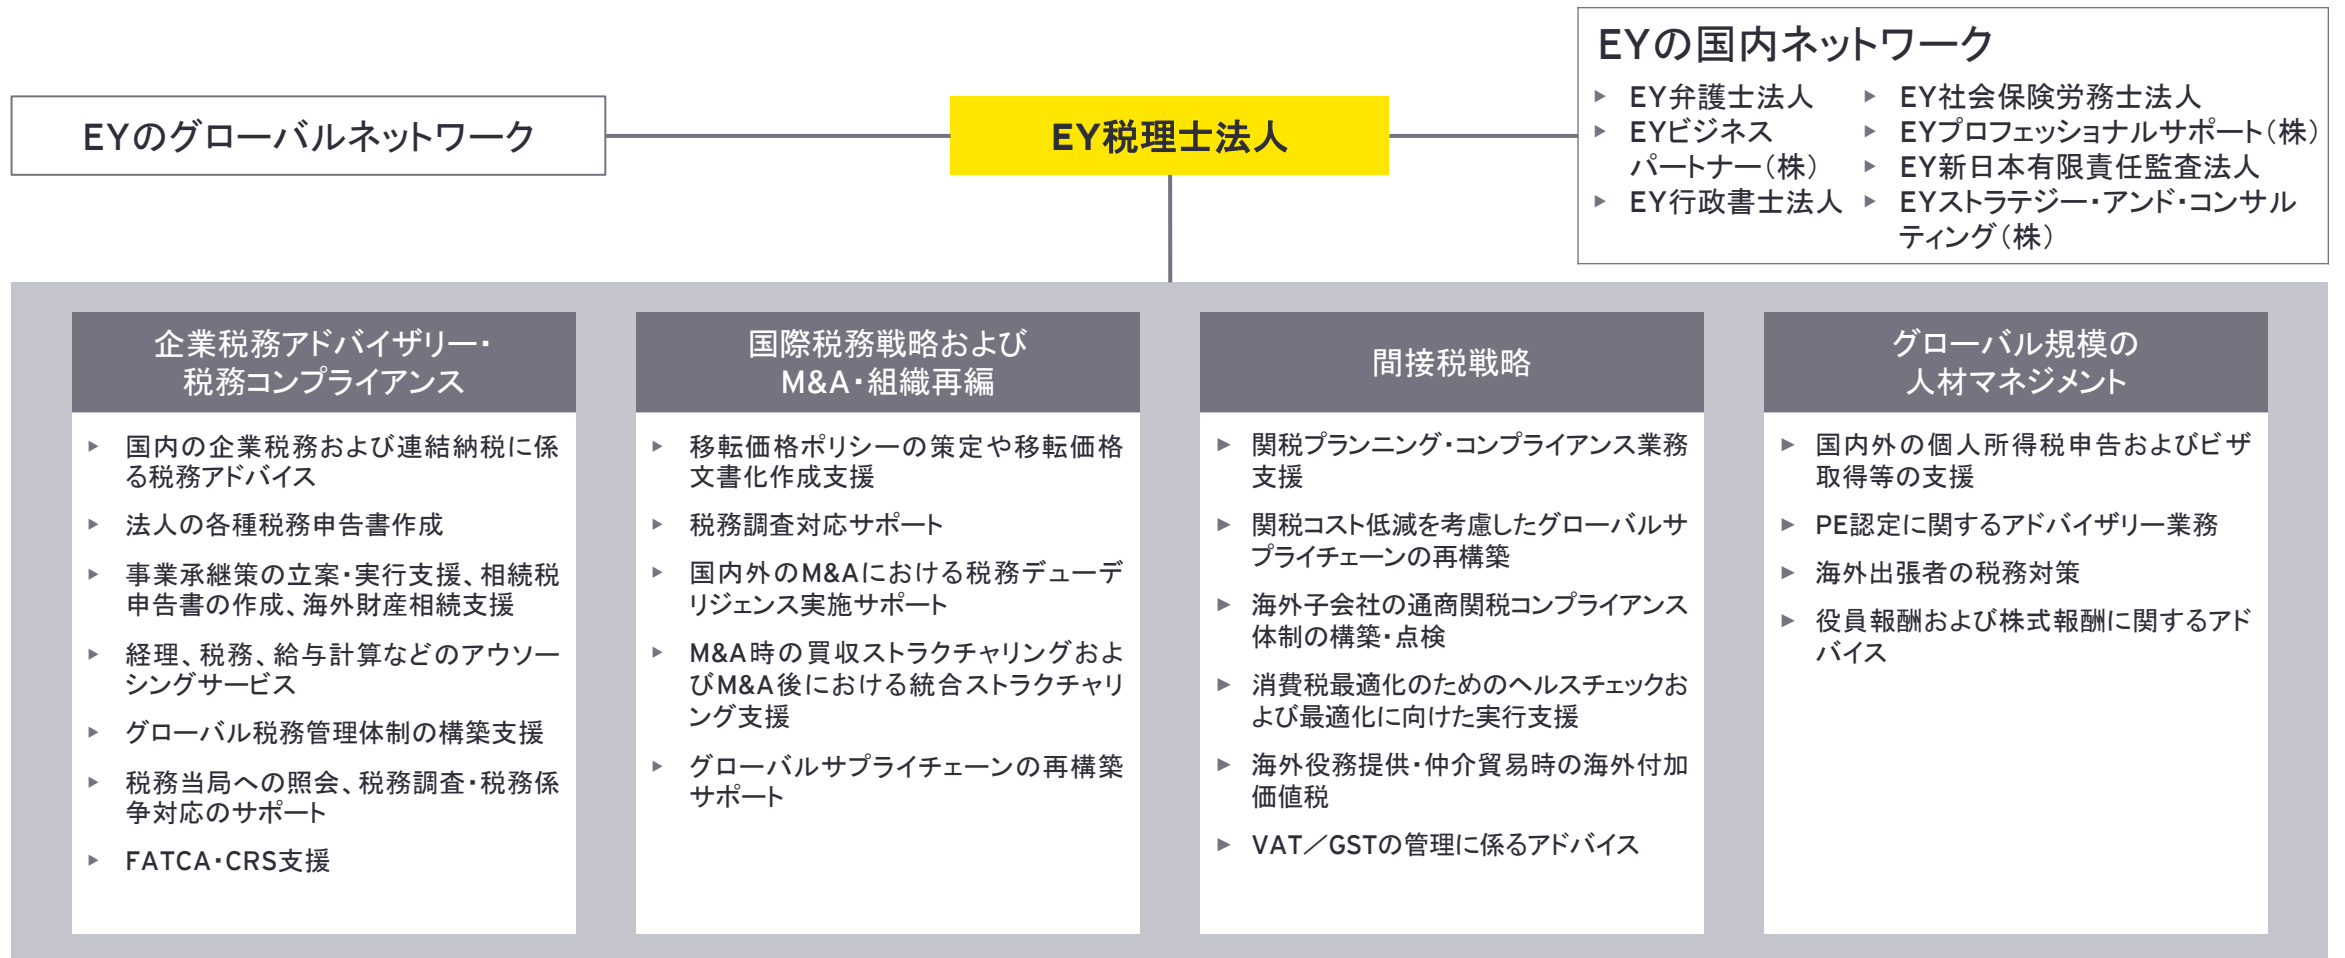 EYのグローバルネットワーク
EY税理士法人
EYの国内ネットワーク
▶ EY弁護士法人
▶ EYビジネス
パートナー(株)
▶ EY行政書士法人
▶ EY社会保険労務士法人
▶ EYプロフェッショナルサポート(株)
▶ EY新日本有限責任監査法人
▶ EYストラテジー・アンド・コンサル
ティング(株)
企業税務アドバイザリー・
税務コンプライアンス
▶ 国内の企業税務および連結納税に係
る税務アドバイス
▶ 法人の各種税務申告書作成
▶ 事業承継策の立案・実行支援、相続税
申告書の作成、海外財産相続支援
▶ 経理、税務、給与計算などのアウソー
シングサービス
▶ グローバル税務管理体制の構築支援
▶ 税務当局への照会、税務調査・税務係
争対応のサポート
▶ FATCA・CRS支援
国際税務戦略および
M&A・組織再編
▶ 移転価格ポリシーの策定や移転価格
文書化作成支援
▶ 税務調査対応サポート
▶ 国内外のM&Aにおける税務デューデ
リジェンス実施サポート
▶ M&A時の買収ストラクチャリングおよ
びM&A後における統合ストラクチャリ
ング支援
▶ グローバルサプライチェーンの再構築
サポート
間接税戦略
▶ 関税プランニング・コンプライアンス業務
支援
▶ 関税コスト低減を考慮したグローバルサ
プライチェーンの再構築
▶ 海外子会社の通商関税コンプライアンス
体制の構築・点検
▶ 消費税最適化のためのヘルスチェックお
よび最適化に向けた実行支援
▶ 海外役務提供・仲介貿易時の海外付加
価値税
▶ VAT／GSTの管理に係るアドバイス
グローバル規模の
人材マネジメント
▶ 国内外の個人所得税申告およびビザ
取得等の支援
▶ PE認定に関するアドバイザリー業務
▶ 海外出張者の税務対策
▶ 役員報酬および株式報酬に関するアド
バイス